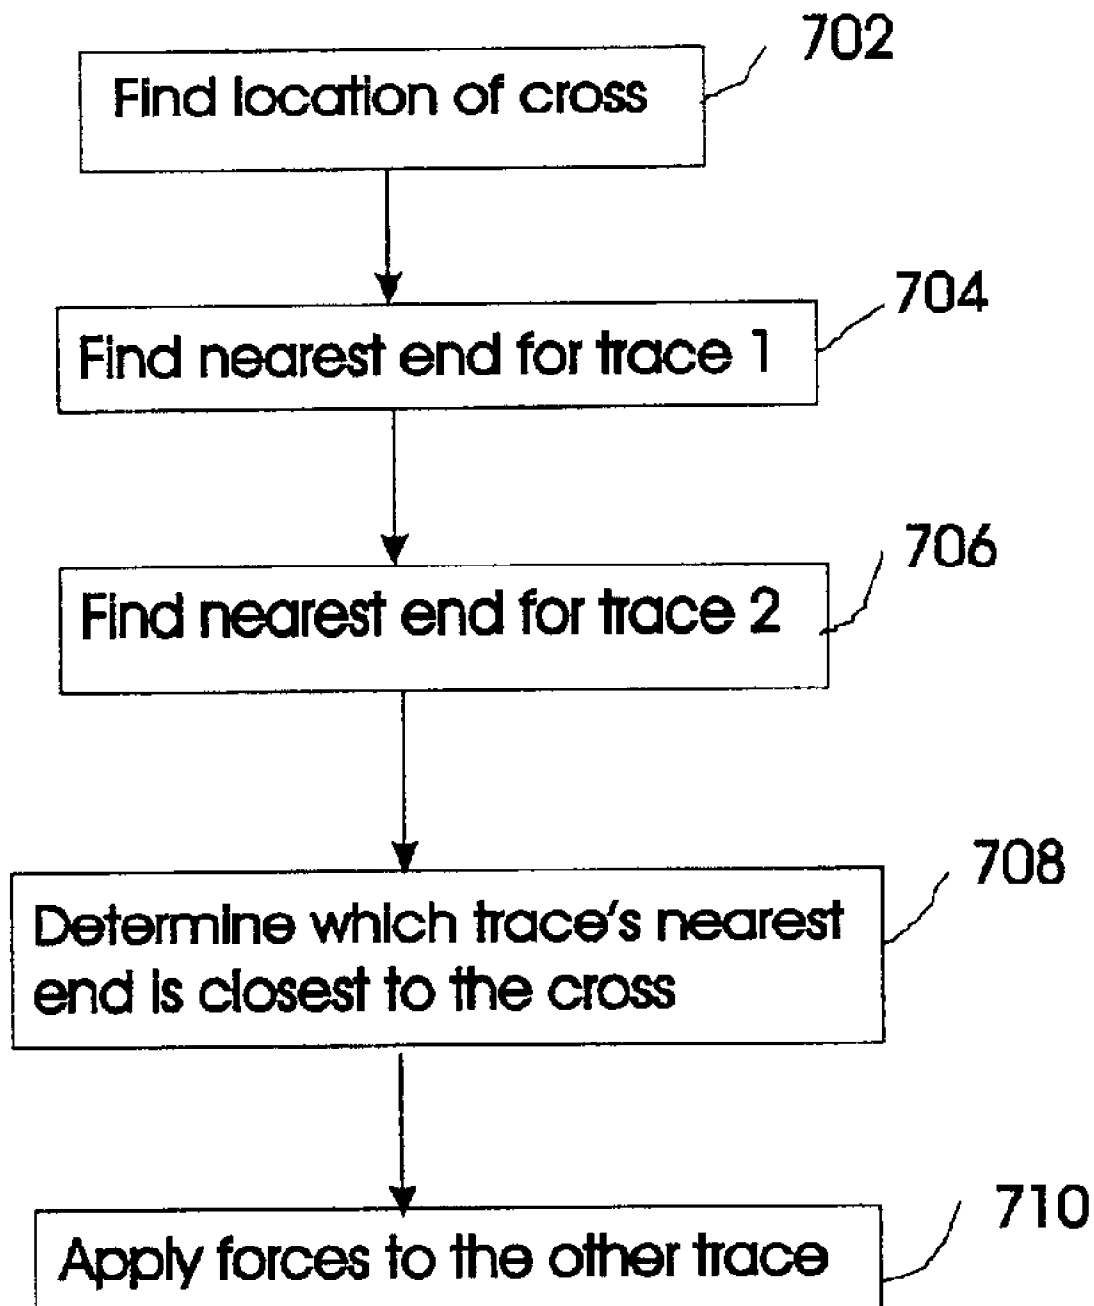 702
Find location of cross
704
Find nearest end for trace 1
706
Find nearest end for trace 2
708
Determine which trace's nearest
end is closest to the cross
710
Apply forces to the other trace